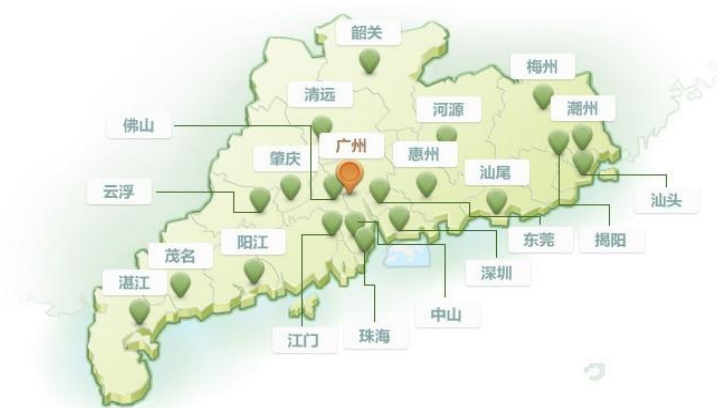 韶关
梅州
清远
河源
潮州
佛山
广州
肇庆
惠州
汕尾
云浮
汕头
阳江
东莞
揭阳
茂名
深圳
湛江
中山
江门
珠海